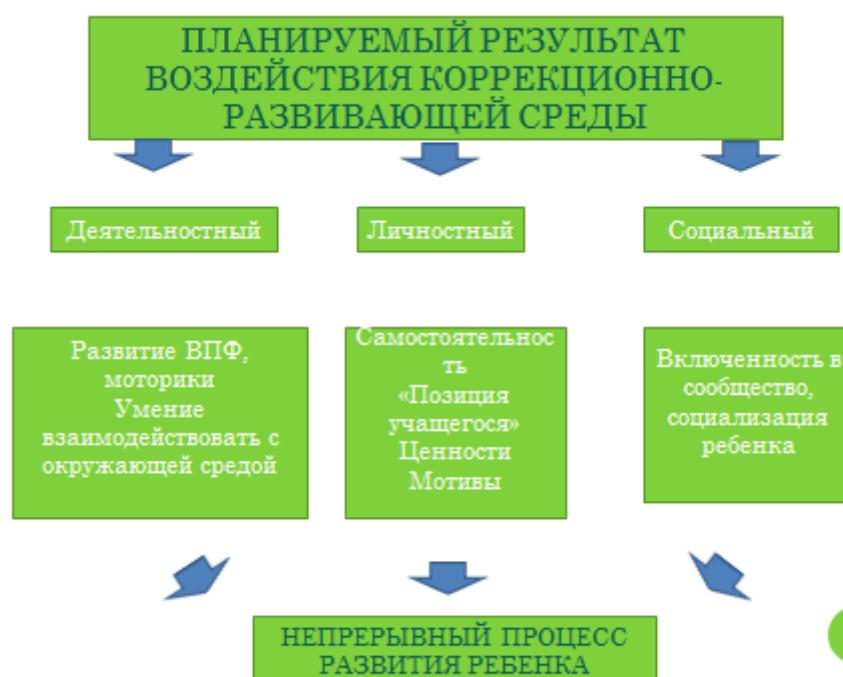 ПЛАНИРУЕМЫЙ РЕЗУЛЬТАТ
ВОЗДЕЙСТВИЯ КОРРЕКЦИОННО-
РАЗВИВАЮЩЕЙ СРЕДЫ
Деятельностный
Личностный
Социальный
Развитие ВПФ,
моторики
Умение
взаимодействовать с
окружающей средой
Самостоятельнос
ть
«Позиция
учащегося»
Ценности
Мотивы
Включенность в
сообщество,
социализация
ребенка
НЕПРЕРЫВНЫЙ ПРОЦЕСС
РАЗВИТИЯ РЕБЕНКА